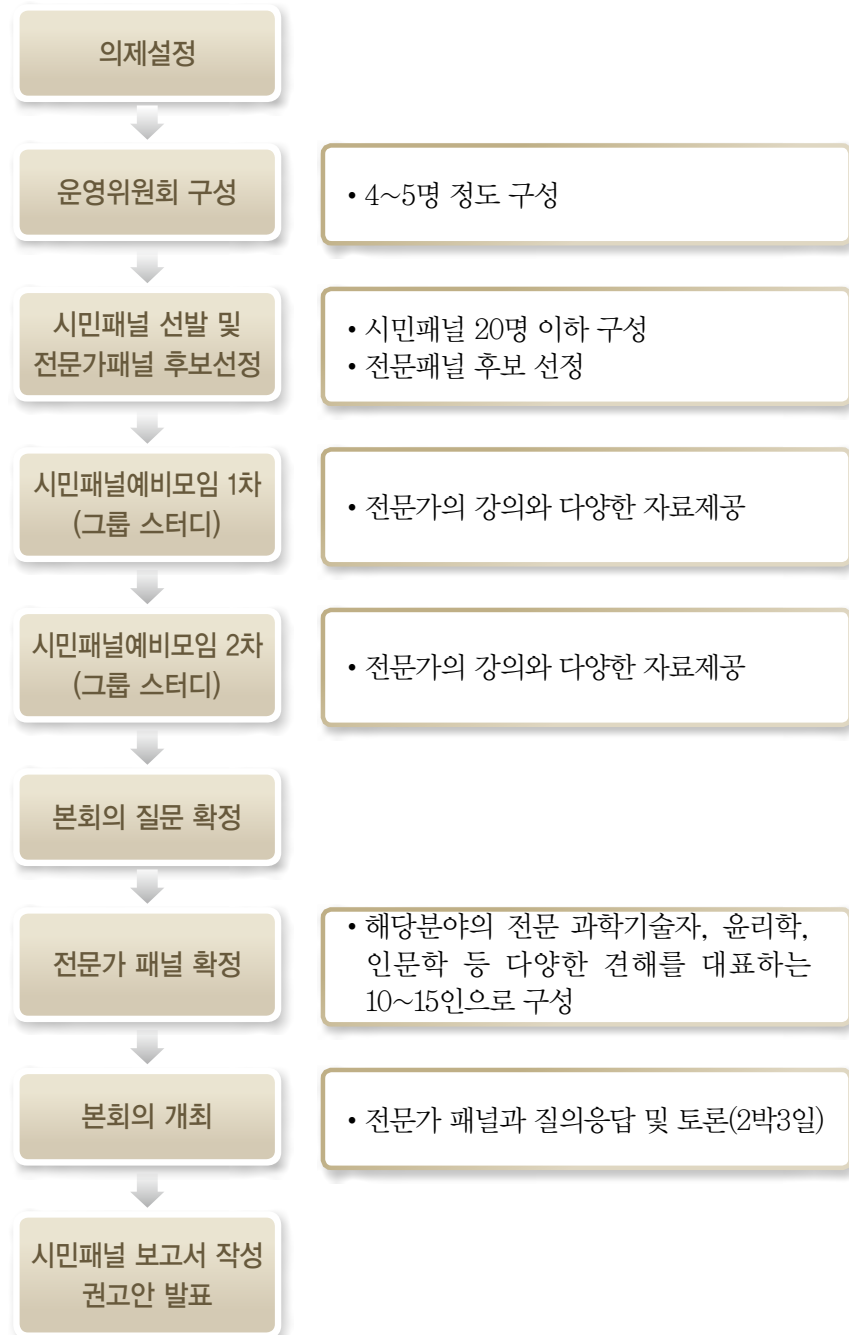 의제설정
운영위원회 구성
• 4~5명 정도 구성
시민패널 선발 및
전문가패널 후보선정
• 시민패널 20명 이하 구성
• 전문패널 후보 선정
시민패널예비모임 1차
(그룹 스터디)
• 전문가의 강의와 다양한 자료제공
시민패널예비모임 2차
(그룹 스터디)
• 전문가의 강의와 다양한 자료제공
본회의 질문 확정
전문가 패널 확정
• 해당분야의 전문 과학기술자, 윤리학,
인문학 등 다양한 견해를 대표하는
10~15인으로 구성
본회의 개최
• 전문가 패널과 질의응답 및 토론(2박3일)
시민패널 보고서 작성
권고안 발표